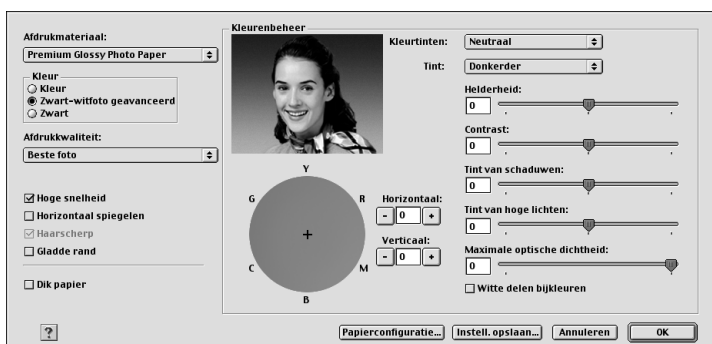 Afdrukmateriaal:
Premium Glossy Photo Paper
Kleur
Kleur
Zwart-witfoto geavanceerd
Zwart
Afdrukkwaliteit:
Beste foto
Hoge snelheid
Horizontaal spiegelen
Haarscherp
Gladde rand
Dik papier
?
Kleurenbeheer
Kleurtinten: Neutraal
Tint: Donkerder
Helderheid:
0
Contrast:
0
Tint van schaduwen:
0
Tint van hoge lichten:
0
Maximale optische dichtheid:
0
Witte delen bijkleuren
Y
G R
C M
B
Horizontaal:
- 0 +
Verticaal:
- 0 +
Papierconfiguratie... Instell. opslaan... Annuleren OK